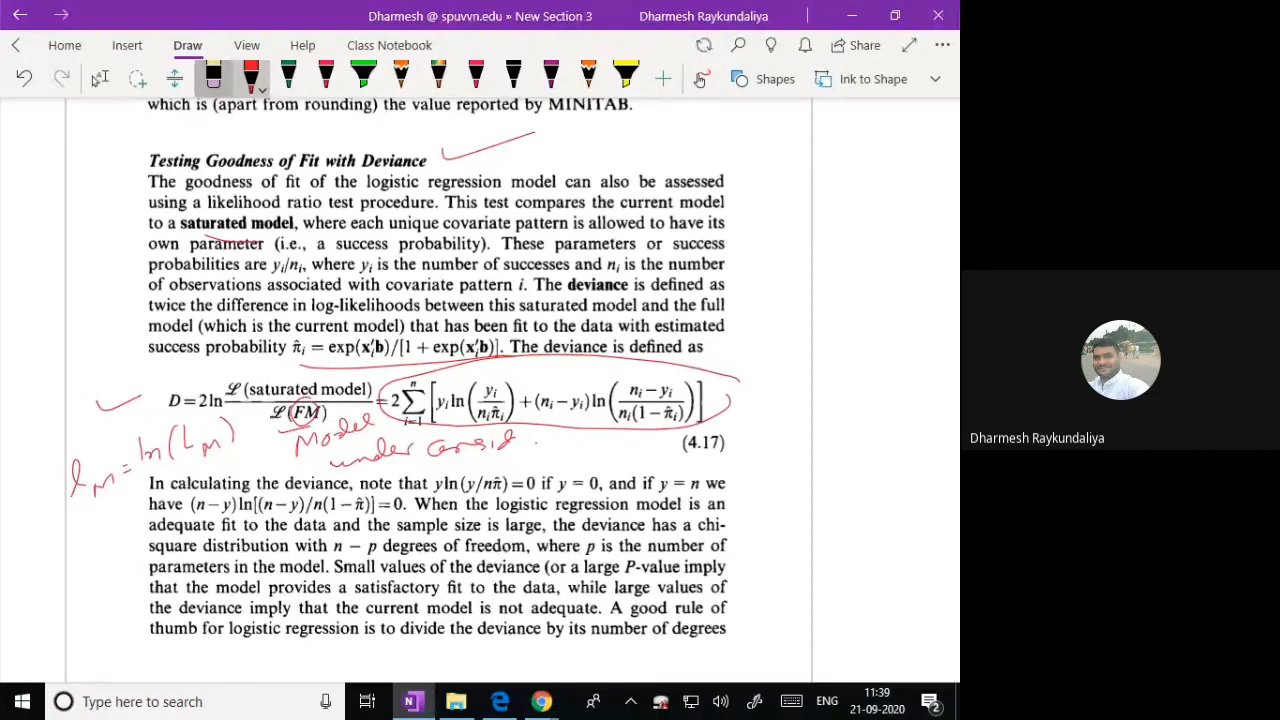 Dharmesh @ spuvvn.edu » New Section 3
Dharmesh Raykundaliya
Home Insert Draw View Help Class Notebook
Share
Shapes
Ink to Shape
which is (apart from rounding) the value reported by MINITAB.
Testing Goodness of Fit with Deviance
The goodness of fit of the logistic regression model can also be assessed
using a likelihood ratio test procedure. This test compares the current model
to a saturated model, where each unique covariate pattern is allowed to have its
own parameter (i.e., a success probability). These parameters or success
probabilities are yᵢ/nᵢ, where yᵢ is the number of successes and nᵢ is the number
of observations associated with covariate pattern i. The deviance is defined as
twice the difference in log-likelihoods between this saturated model and the full
model (which is the current model) that has been fit to the data with estimated
success probability π̂ᵢ = exp(x′ᵢb)/[1 + exp(x′ᵢb)]. The deviance is defined as
D = 2 ln ℒ(saturated model)/ℒ(FM) = 2 Σᵢ₌₁ⁿ [yᵢ ln(yᵢ/nᵢπ̂ᵢ) + (nᵢ − yᵢ) ln((nᵢ − yᵢ)/nᵢ(1 − π̂ᵢ))]
(4.17)
Model
under consid.
l_M = ln(L_M)
In calculating the deviance, note that y ln(y/nπ̂) = 0 if y = 0, and if y = n we
have (n − y) ln[(n − y)/n(1 − π̂)] = 0. When the logistic regression model is an
adequate fit to the data and the sample size is large, the deviance has a chi-
square distribution with n − p degrees of freedom, where p is the number of
parameters in the model. Small values of the deviance (or a large P-value imply
that the model provides a satisfactory fit to the data, while large values of
the deviance imply that the current model is not adequate. A good rule of
thumb for logistic regression is to divide the deviance by its number of degrees
Dharmesh Raykundaliya
Type here to search
ENG
11:39
21-09-2020
2